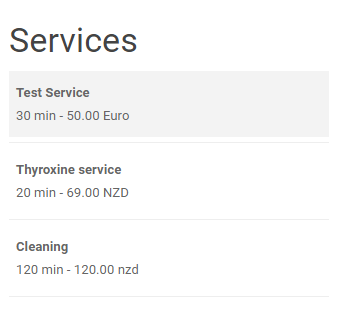 Services
Test Service
30 min - 50.00 Euro
Thyroxine service
20 min - 69.00 NZD
Cleaning
120 min - 120.00 nzd